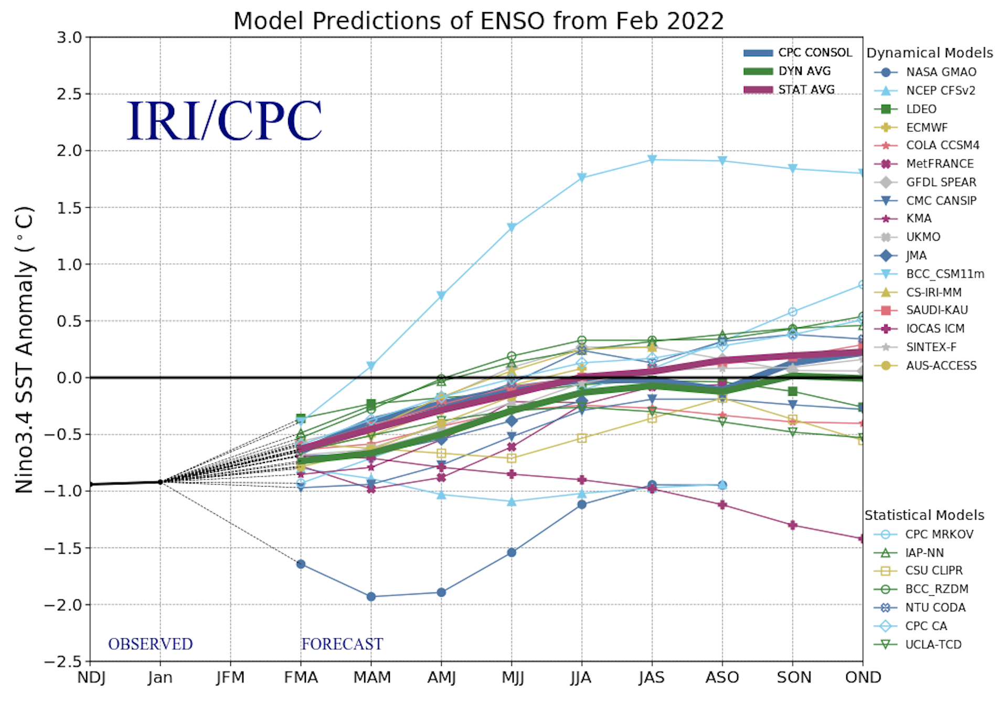 Model Predictions of ENSO from Feb 2022
Nino3.4 SST Anomaly (°C)
3.0
2.5
2.0
1.5
1.0
0.5
0.0
−0.5
−1.0
−1.5
−2.0
−2.5
IRI/CPC
CPC CONSOL
DYN AVG
STAT AVG
Dynamical Models
NASA GMAO
NCEP CFSv2
LDEO
ECMWF
COLA CCSM4
MetFRANCE
GFDL SPEAR
CMC CANSIP
KMA
UKMO
JMA
BCC_CSM11m
CS-IRI-MM
SAUDI-KAU
IOCAS ICM
SINTEX-F
AUS-ACCESS
Statistical Models
CPC MRKOV
IAP-NN
CSU CLIPR
BCC_RZDM
NTU CODA
CPC CA
UCLA-TCD
OBSERVED FORECAST
NDJ Jan JFM FMA MAM AMJ MJJ JJA JAS ASO SON OND